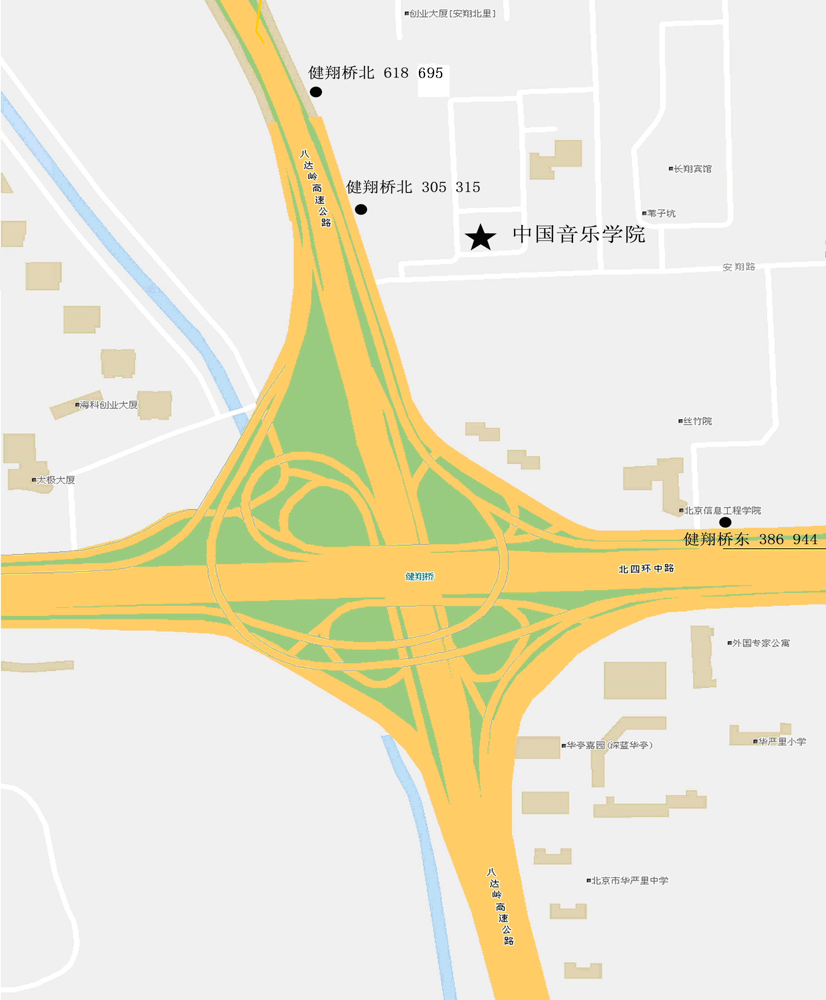 创业大厦[安翔北里]
健翔桥北 618 695
八达岭高速公路
长翔宾馆
健翔桥北 305 315
苇子坑
中国音乐学院
安翔路
海科创业大厦
丝竹院
太极大厦
北京信息工程学院
健翔桥东 386 944
北四环中路
健翔桥
外国专家公寓
华严里小学
华亭嘉园(深蓝华亭)
八达岭高速公路
北京市华严里中学